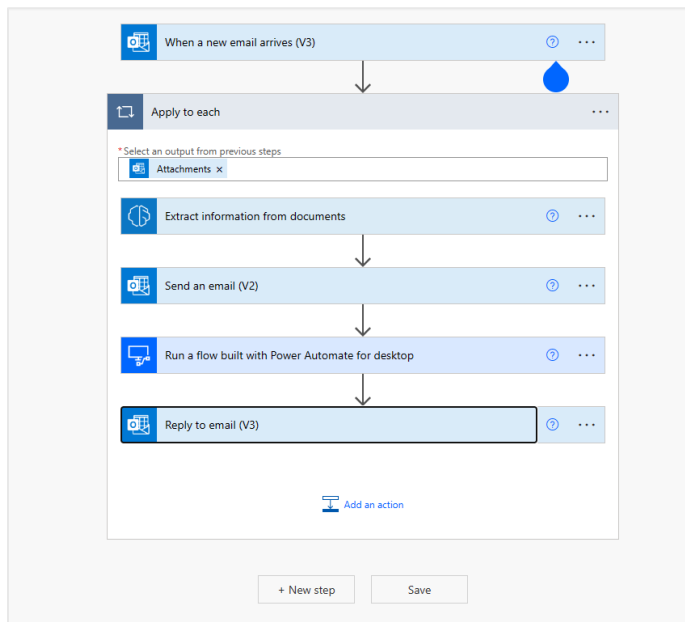 When a new email arrives (V3)
Apply to each
* Select an output from previous steps
Attachments ×
Extract information from documents
Send an email (V2)
Run a flow built with Power Automate for desktop
Reply to email (V3)
Add an action
+ New step
Save